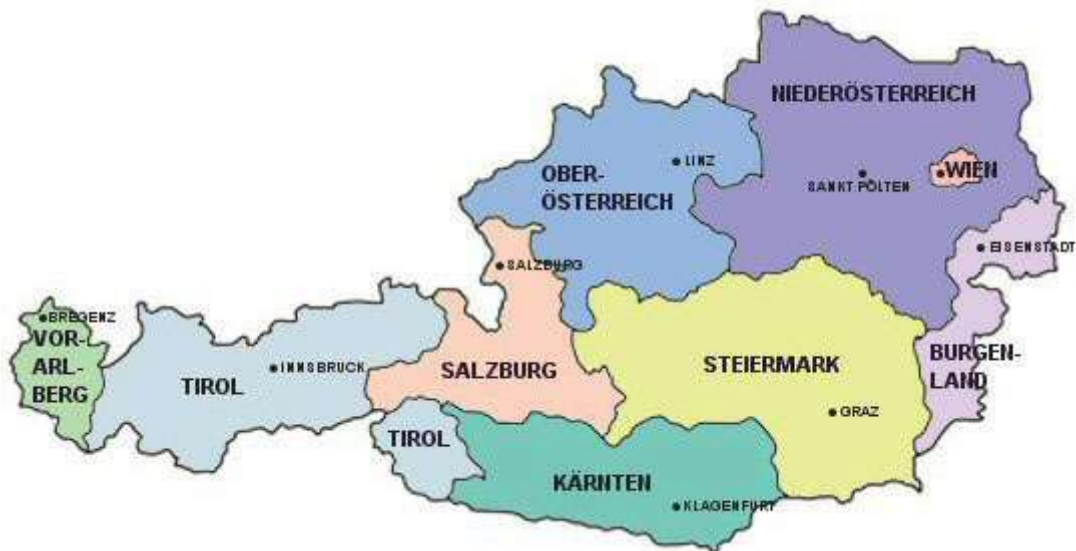 NIEDERÖSTERREICH
LINZ
OBER-
ÖSTERREICH
WIEN
SANKT PÖLTEN
EISENSTADT
SALZBURG
BREGENZ
VOR-
ARL-
BERG
TIROL
INNSBRUCK
SALZBURG
STEIERMARK
BURGEN-
LAND
GRAZ
TIROL
KÄRNTEN
KLAGENFURT